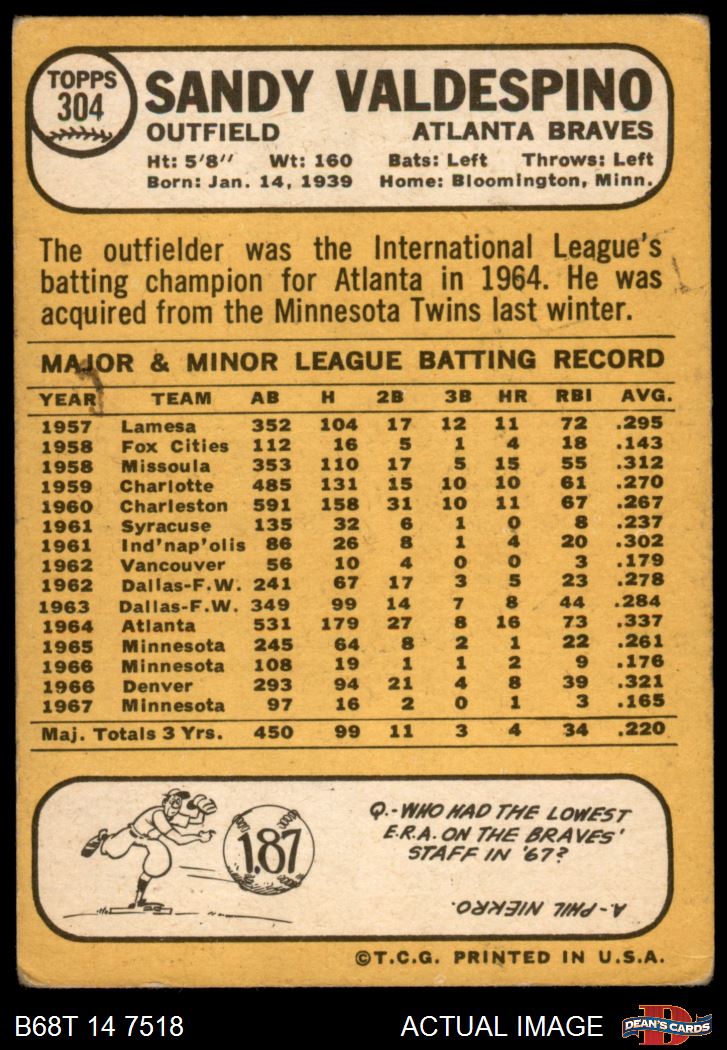 TOPPS
304
SANDY VALDESPINO
OUTFIELD ATLANTA BRAVES
Ht: 5'8" Wt: 160 Bats: Left Throws: Left
Born: Jan. 14, 1939 Home: Bloomington, Minn.
The outfielder was the International League's
batting champion for Atlanta in 1964. He was
acquired from the Minnesota Twins last winter.
MAJOR & MINOR LEAGUE BATTING RECORD
YEAR TEAM AB H 2B 3B HR RBI AVG.
1957 Lamesa 352 104 17 12 11 72 .295
1958 Fox Cities 112 16 5 1 4 18 .143
1958 Missoula 353 110 17 5 15 55 .312
1959 Charlotte 485 131 15 10 10 61 .270
1960 Charleston 591 158 31 10 11 67 .267
1961 Syracuse 135 32 6 1 0 8 .237
1961 Ind'nap'olis 86 26 8 1 4 20 .302
1962 Vancouver 56 10 4 0 0 3 .179
1962 Dallas-F.W. 241 67 17 3 5 23 .278
1963 Dallas-F.W. 349 99 14 7 8 44 .284
1964 Atlanta 531 179 27 8 16 73 .337
1965 Minnesota 245 64 8 2 1 22 .261
1966 Minnesota 108 19 1 1 2 9 .176
1966 Denver 293 94 21 4 8 39 .321
1967 Minnesota 97 16 2 0 1 3 .165
Maj. Totals 3 Yrs. 450 99 11 3 4 34 .220
1.87
Q.-WHO HAD THE LOWEST
E.R.A. ON THE BRAVES'
STAFF IN '67?
A-PHIL NIEKRO.
©T.C.G. PRINTED IN U.S.A.
B68T 14 7518 ACTUAL IMAGE
D
DEAN'S CARDS